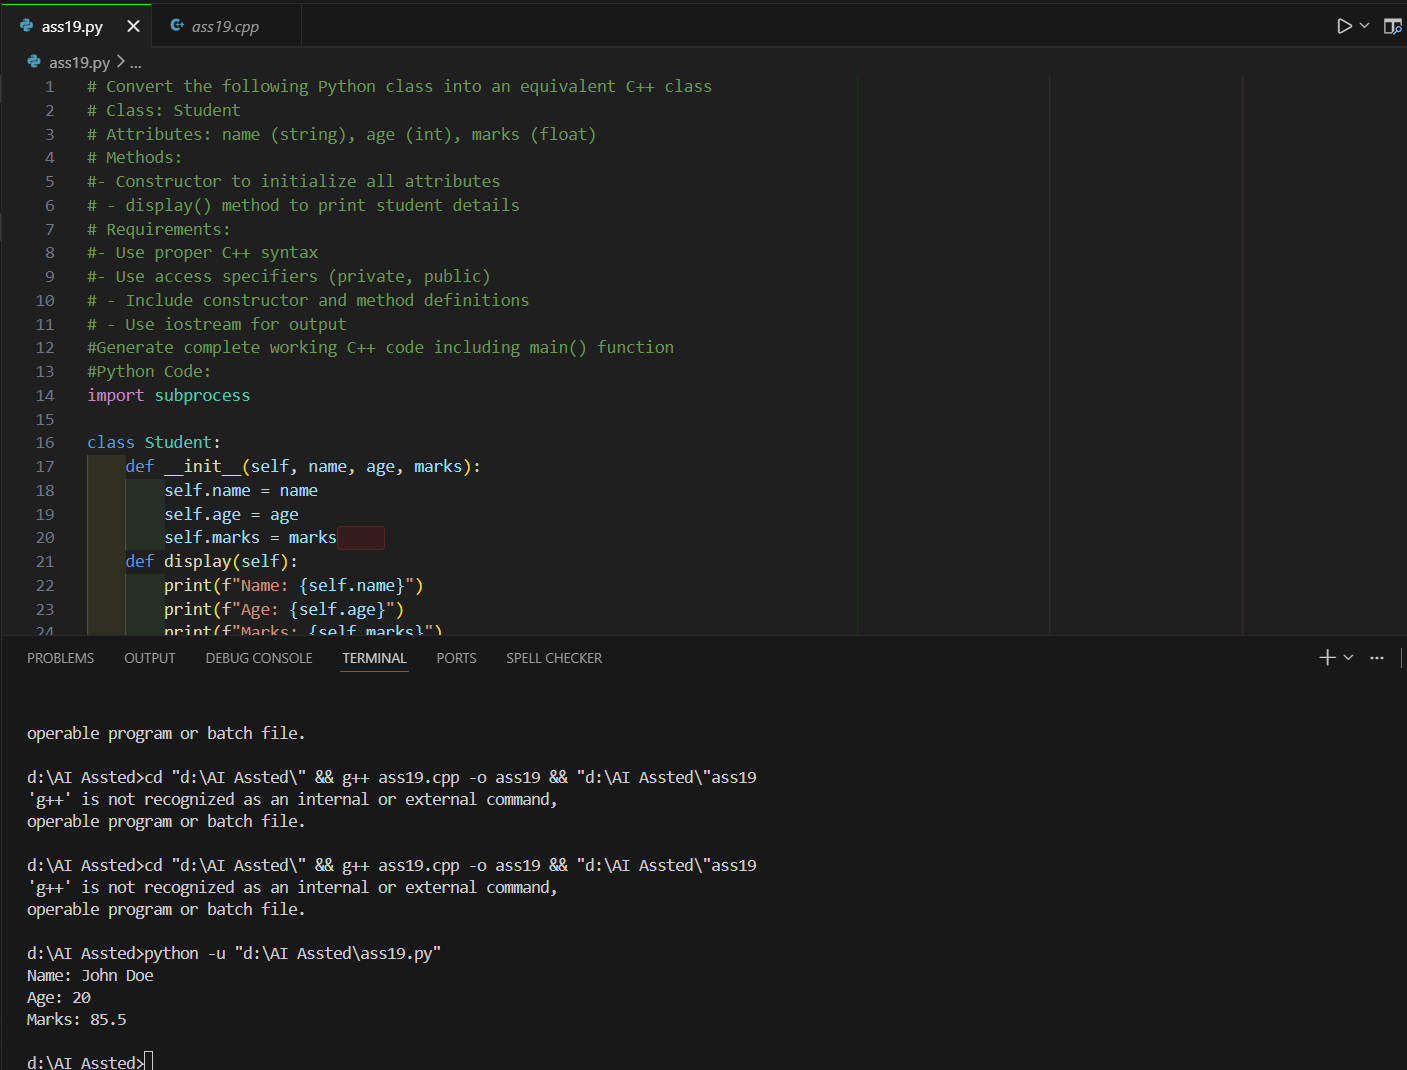 ass19.py
ass19.cpp
ass19.py > ...
1 # Convert the following Python class into an equivalent C++ class
2 # Class: Student
3 # Attributes: name (string), age (int), marks (float)
4 # Methods:
5 #- Constructor to initialize all attributes
6 # - display() method to print student details
7 # Requirements:
8 #- Use proper C++ syntax
9 #- Use access specifiers (private, public)
10 # - Include constructor and method definitions
11 # - Use iostream for output
12 #Generate complete working C++ code including main() function
13 #Python Code:
14 import subprocess
15
16 class Student:
17 def __init__(self, name, age, marks):
18 self.name = name
19 self.age = age
20 self.marks = marks
21 def display(self):
22 print(f"Name: {self.name}")
23 print(f"Age: {self.age}")
24 print(f"Marks: {self.marks}")
PROBLEMS OUTPUT DEBUG CONSOLE TERMINAL PORTS SPELL CHECKER
operable program or batch file.
d:\AI Assted>cd "d:\AI Assted\" && g++ ass19.cpp -o ass19 && "d:\AI Assted\"ass19
'g++' is not recognized as an internal or external command,
operable program or batch file.
d:\AI Assted>cd "d:\AI Assted\" && g++ ass19.cpp -o ass19 && "d:\AI Assted\"ass19
'g++' is not recognized as an internal or external command,
operable program or batch file.
d:\AI Assted>python -u "d:\AI Assted\ass19.py"
Name: John Doe
Age: 20
Marks: 85.5
d:\AI Assted>